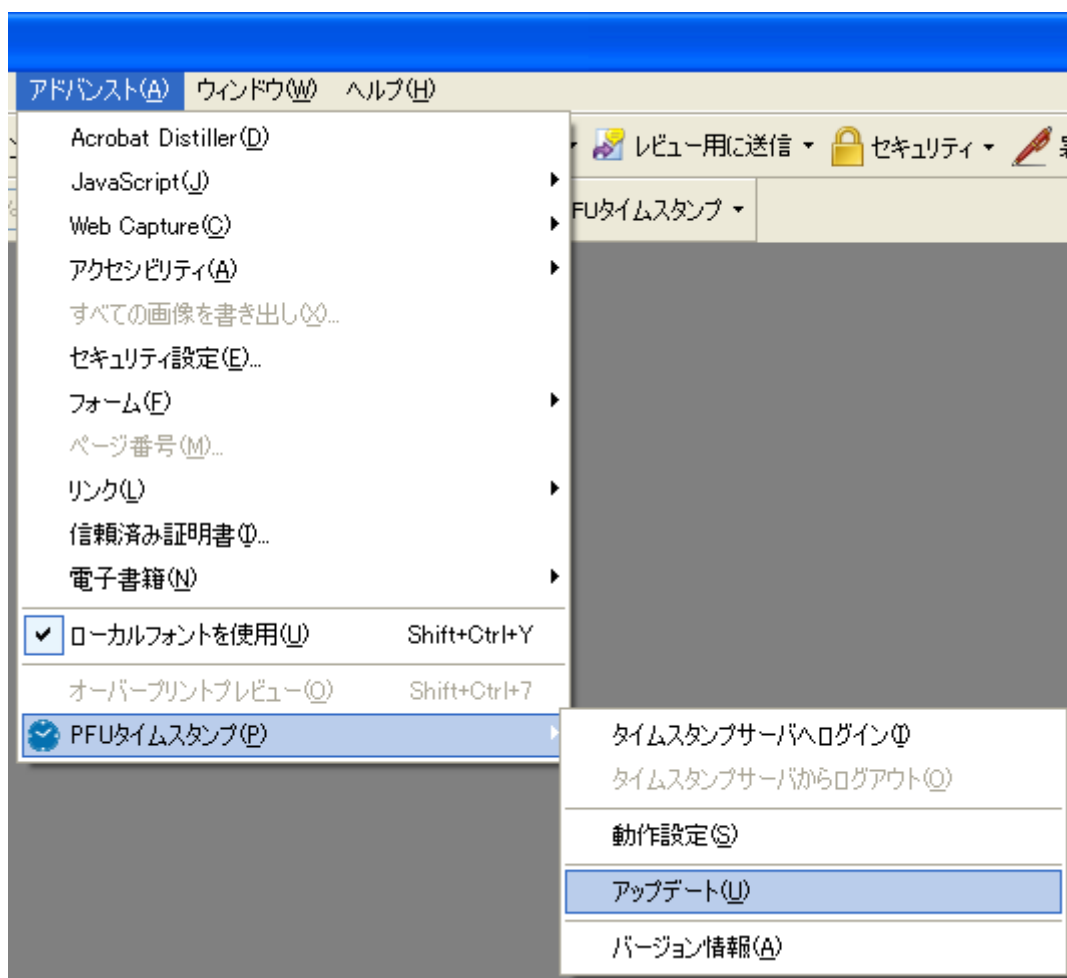 アドバンスト(A) ウィンドウ(W) ヘルプ(H)
Acrobat Distiller(D)
レビュー用に送信 セキュリティ
JavaScript(J)
Web Capture(C)
FUタイムスタンプ
アクセシビリティ(A)
すべての画像を書き出し(X)...
セキュリティ設定(E)...
フォーム(F)
ページ番号(M)...
リンク(L)
信頼済み証明書(T)...
電子書籍(N)
ローカルフォントを使用(U) Shift+Ctrl+Y
オーバープリントプレビュー(O) Shift+Ctrl+7
PFUタイムスタンプ(P)
タイムスタンプサーバへログイン(I)
タイムスタンプサーバからログアウト(O)
動作設定(S)
アップデート(U)
バージョン情報(A)